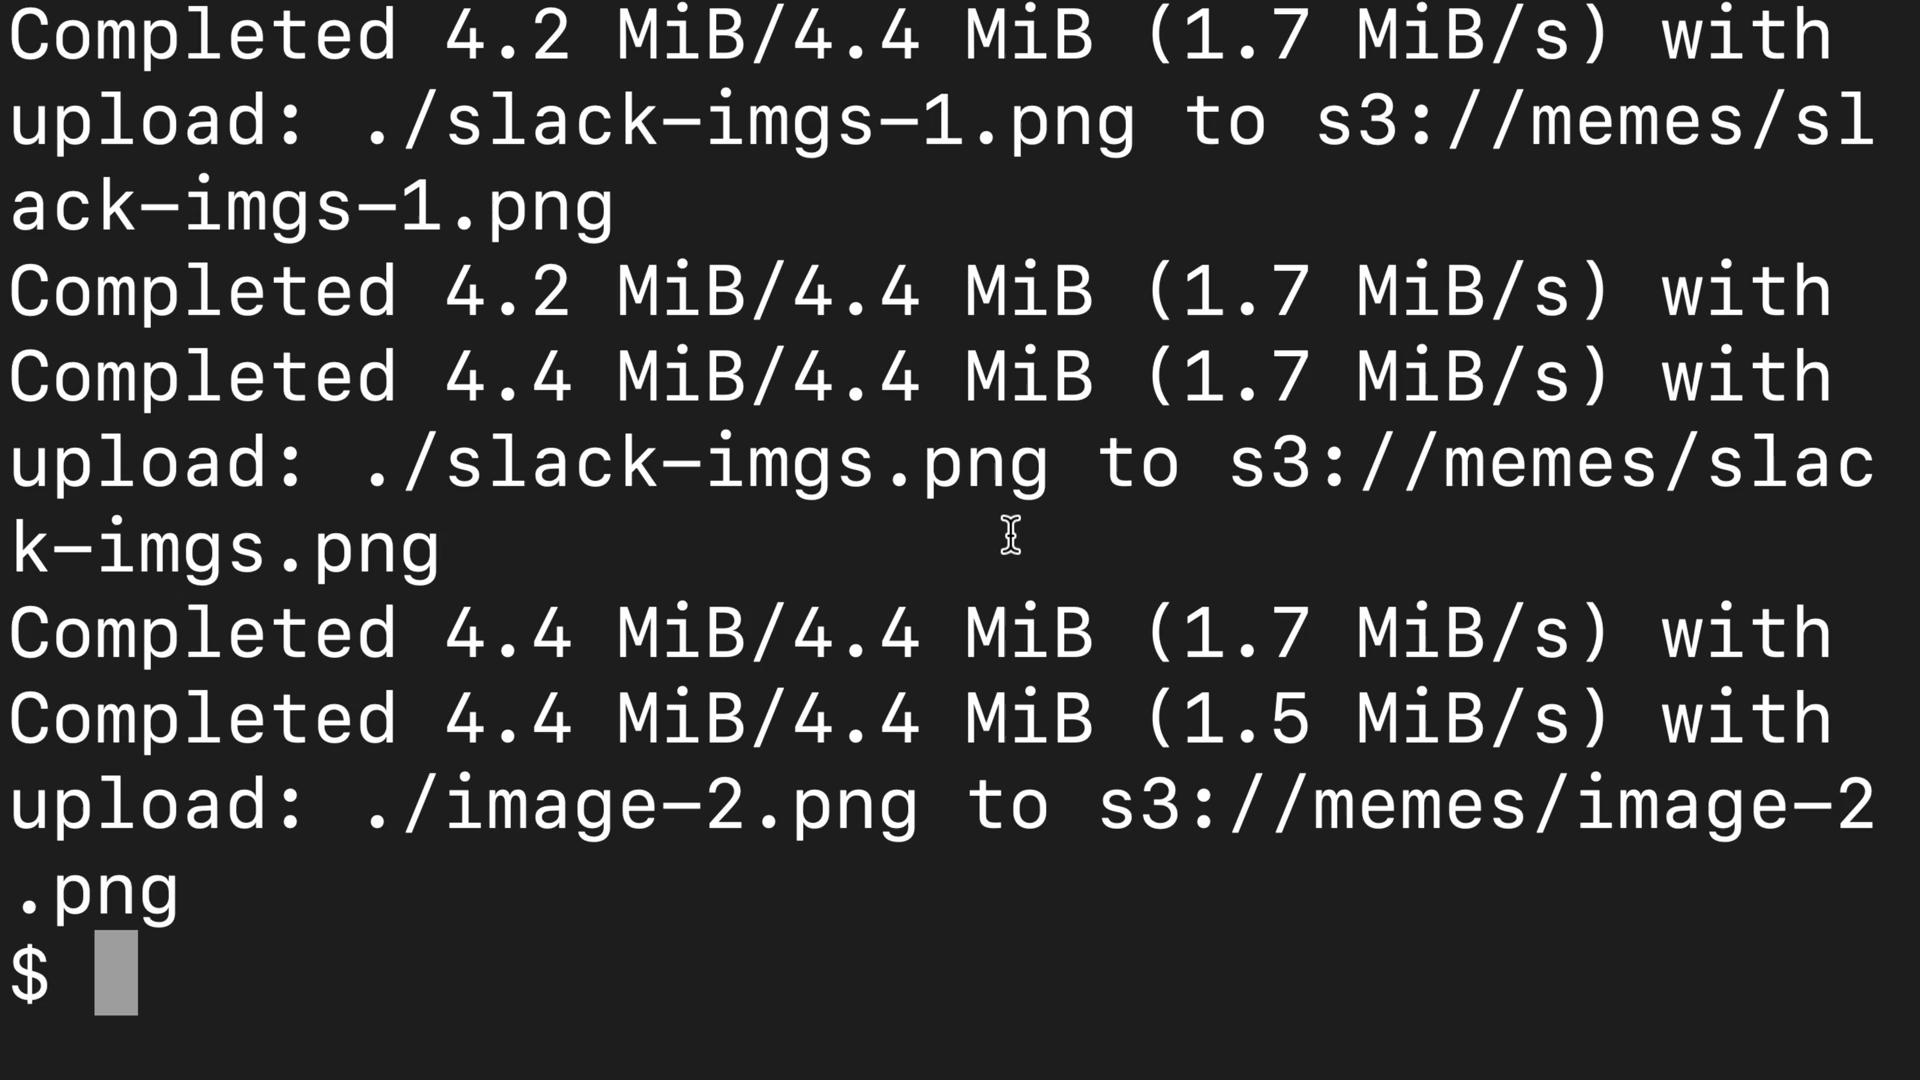 Completed 4.2 MiB/4.4 MiB (1.7 MiB/s) with
upload: ./slack-imgs-1.png to s3://memes/sl
ack-imgs-1.png
Completed 4.2 MiB/4.4 MiB (1.7 MiB/s) with
Completed 4.4 MiB/4.4 MiB (1.7 MiB/s) with
upload: ./slack-imgs.png to s3://memes/slac
k-imgs.png
Completed 4.4 MiB/4.4 MiB (1.7 MiB/s) with
Completed 4.4 MiB/4.4 MiB (1.5 MiB/s) with
upload: ./image-2.png to s3://memes/image-2
.png
$